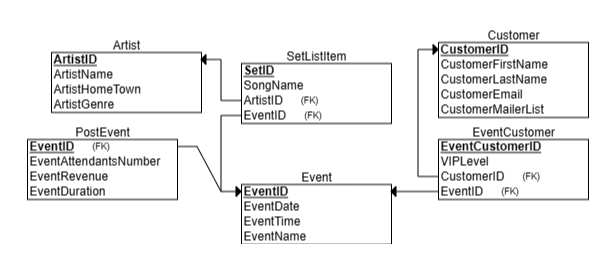 Artist
ArtistID
ArtistName
ArtistHomeTown
ArtistGenre
SetListItem
SetID
SongName
ArtistID (FK)
EventID (FK)
Customer
CustomerID
CustomerFirstName
CustomerLastName
CustomerEmail
CustomerMailerList
PostEvent
EventID (FK)
EventAttendantsNumber
EventRevenue
EventDuration
Event
EventID
EventDate
EventTime
EventName
EventCustomer
EventCustomerID
VIPLevel
CustomerID (FK)
EventID (FK)